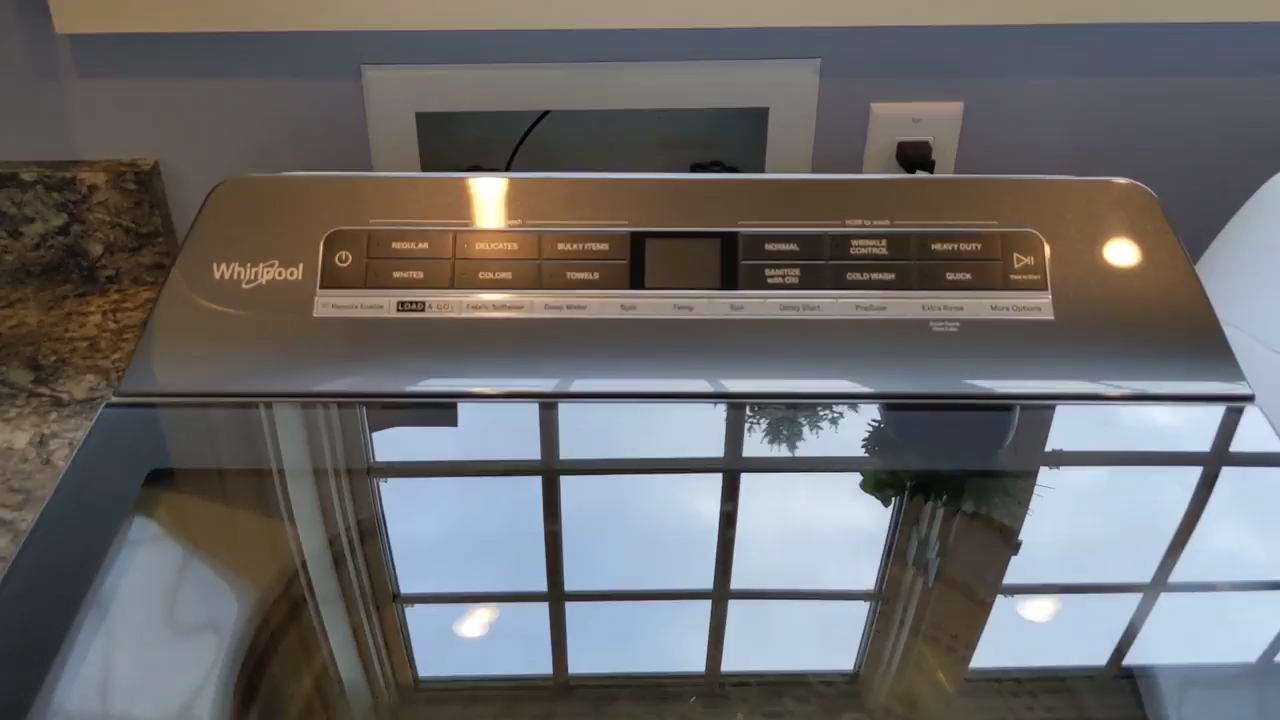 Whirlpool
REGULAR DELICATES BULKY ITEMS
WHITES COLORS TOWELS
NORMAL WRINKLE CONTROL HEAVY DUTY
SANITIZE with OXI COLD WASH QUICK
Remote Enable LOAD & GO Fabric Softener Deep Water Spin Temp Soil Delay Start PreSoak Extra Rinse More Options